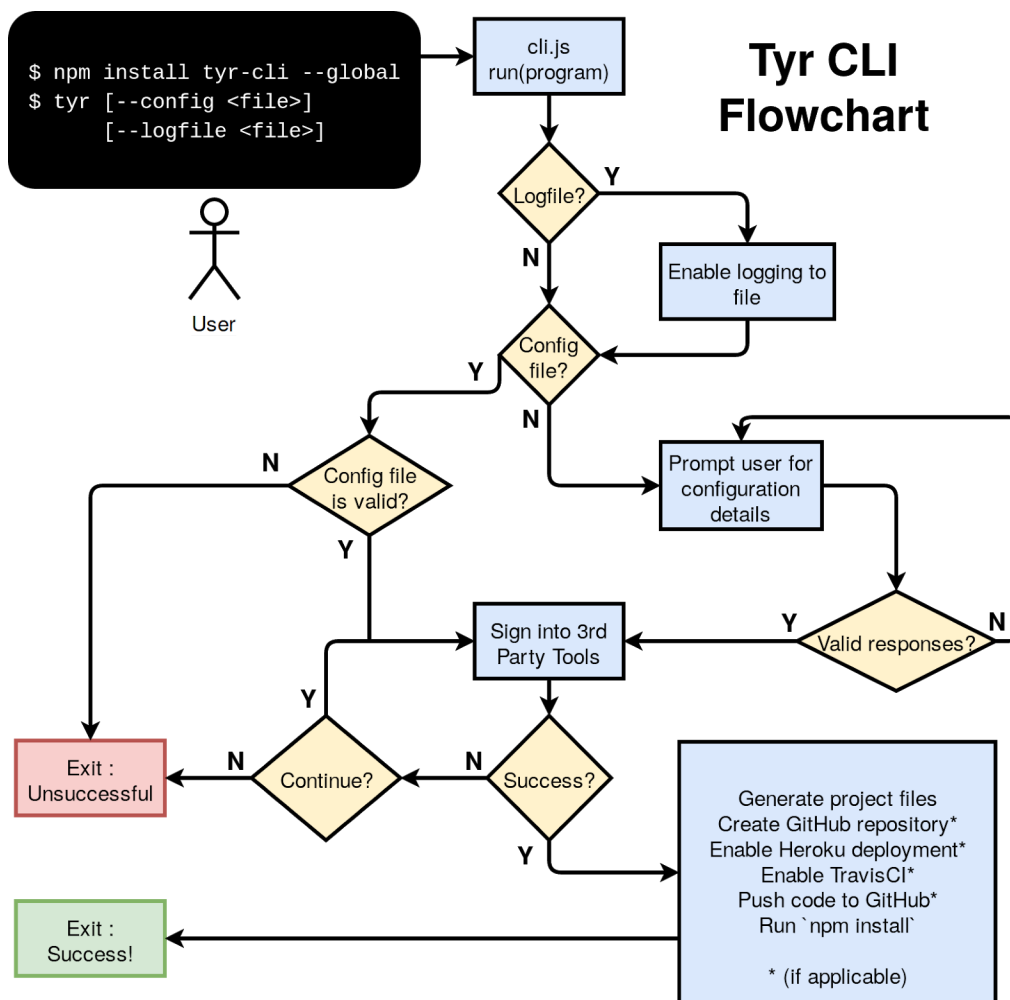 $ npm install tyr-cli --global
$ tyr [--config <file>]
[--logfile <file>]
User
cli.js
run(program)
Tyr CLI
Flowchart
Logfile?
Y
N
Enable logging to
file
Config
file?
Y
N
Config file
is valid?
N
Y
Prompt user for
configuration
details
Valid responses?
Y
N
Sign into 3rd
Party Tools
Success?
N
Y
Continue?
Y
N
Exit :
Unsuccessful
Generate project files
Create GitHub repository*
Enable Heroku deployment*
Enable TravisCI*
Push code to GitHub*
Run `npm install`
* (if applicable)
Exit :
Success!